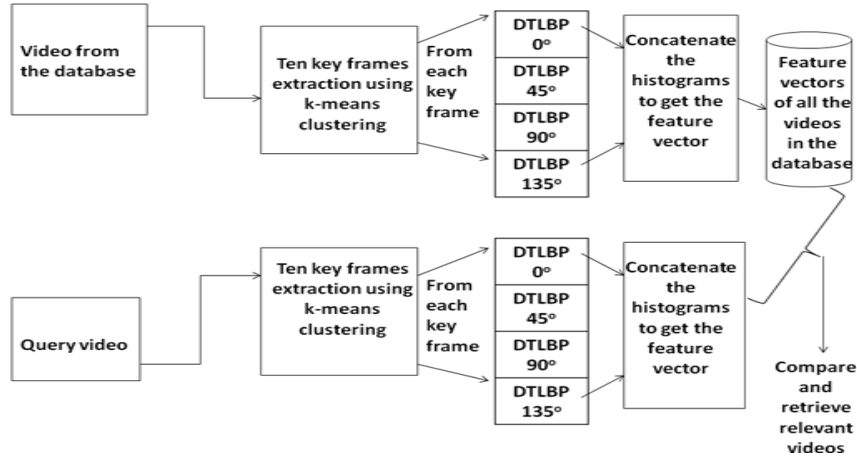 Video from
the database
Ten key frames
extraction using
k-means
clustering
From
each
key
frame
DTLBP
0°
DTLBP
45°
DTLBP
90°
DTLBP
135°
Concatenate
the
histograms
to get the
feature
vector
Feature
vectors
of all the
videos
in the
database
Query video
Ten key frames
extraction using
k-means
clustering
From
each
key
frame
DTLBP
0°
DTLBP
45°
DTLBP
90°
DTLBP
135°
Concatenate
the
histograms
to get the
feature
vector
Compare
and
retrieve
relevant
videos